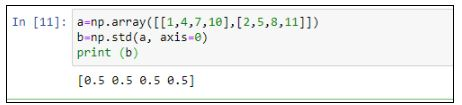 In [11]: a=np.array([[1,4,7,10],[2,5,8,11]])
b=np.std(a, axis=0)
print (b)
[0.5 0.5 0.5 0.5]